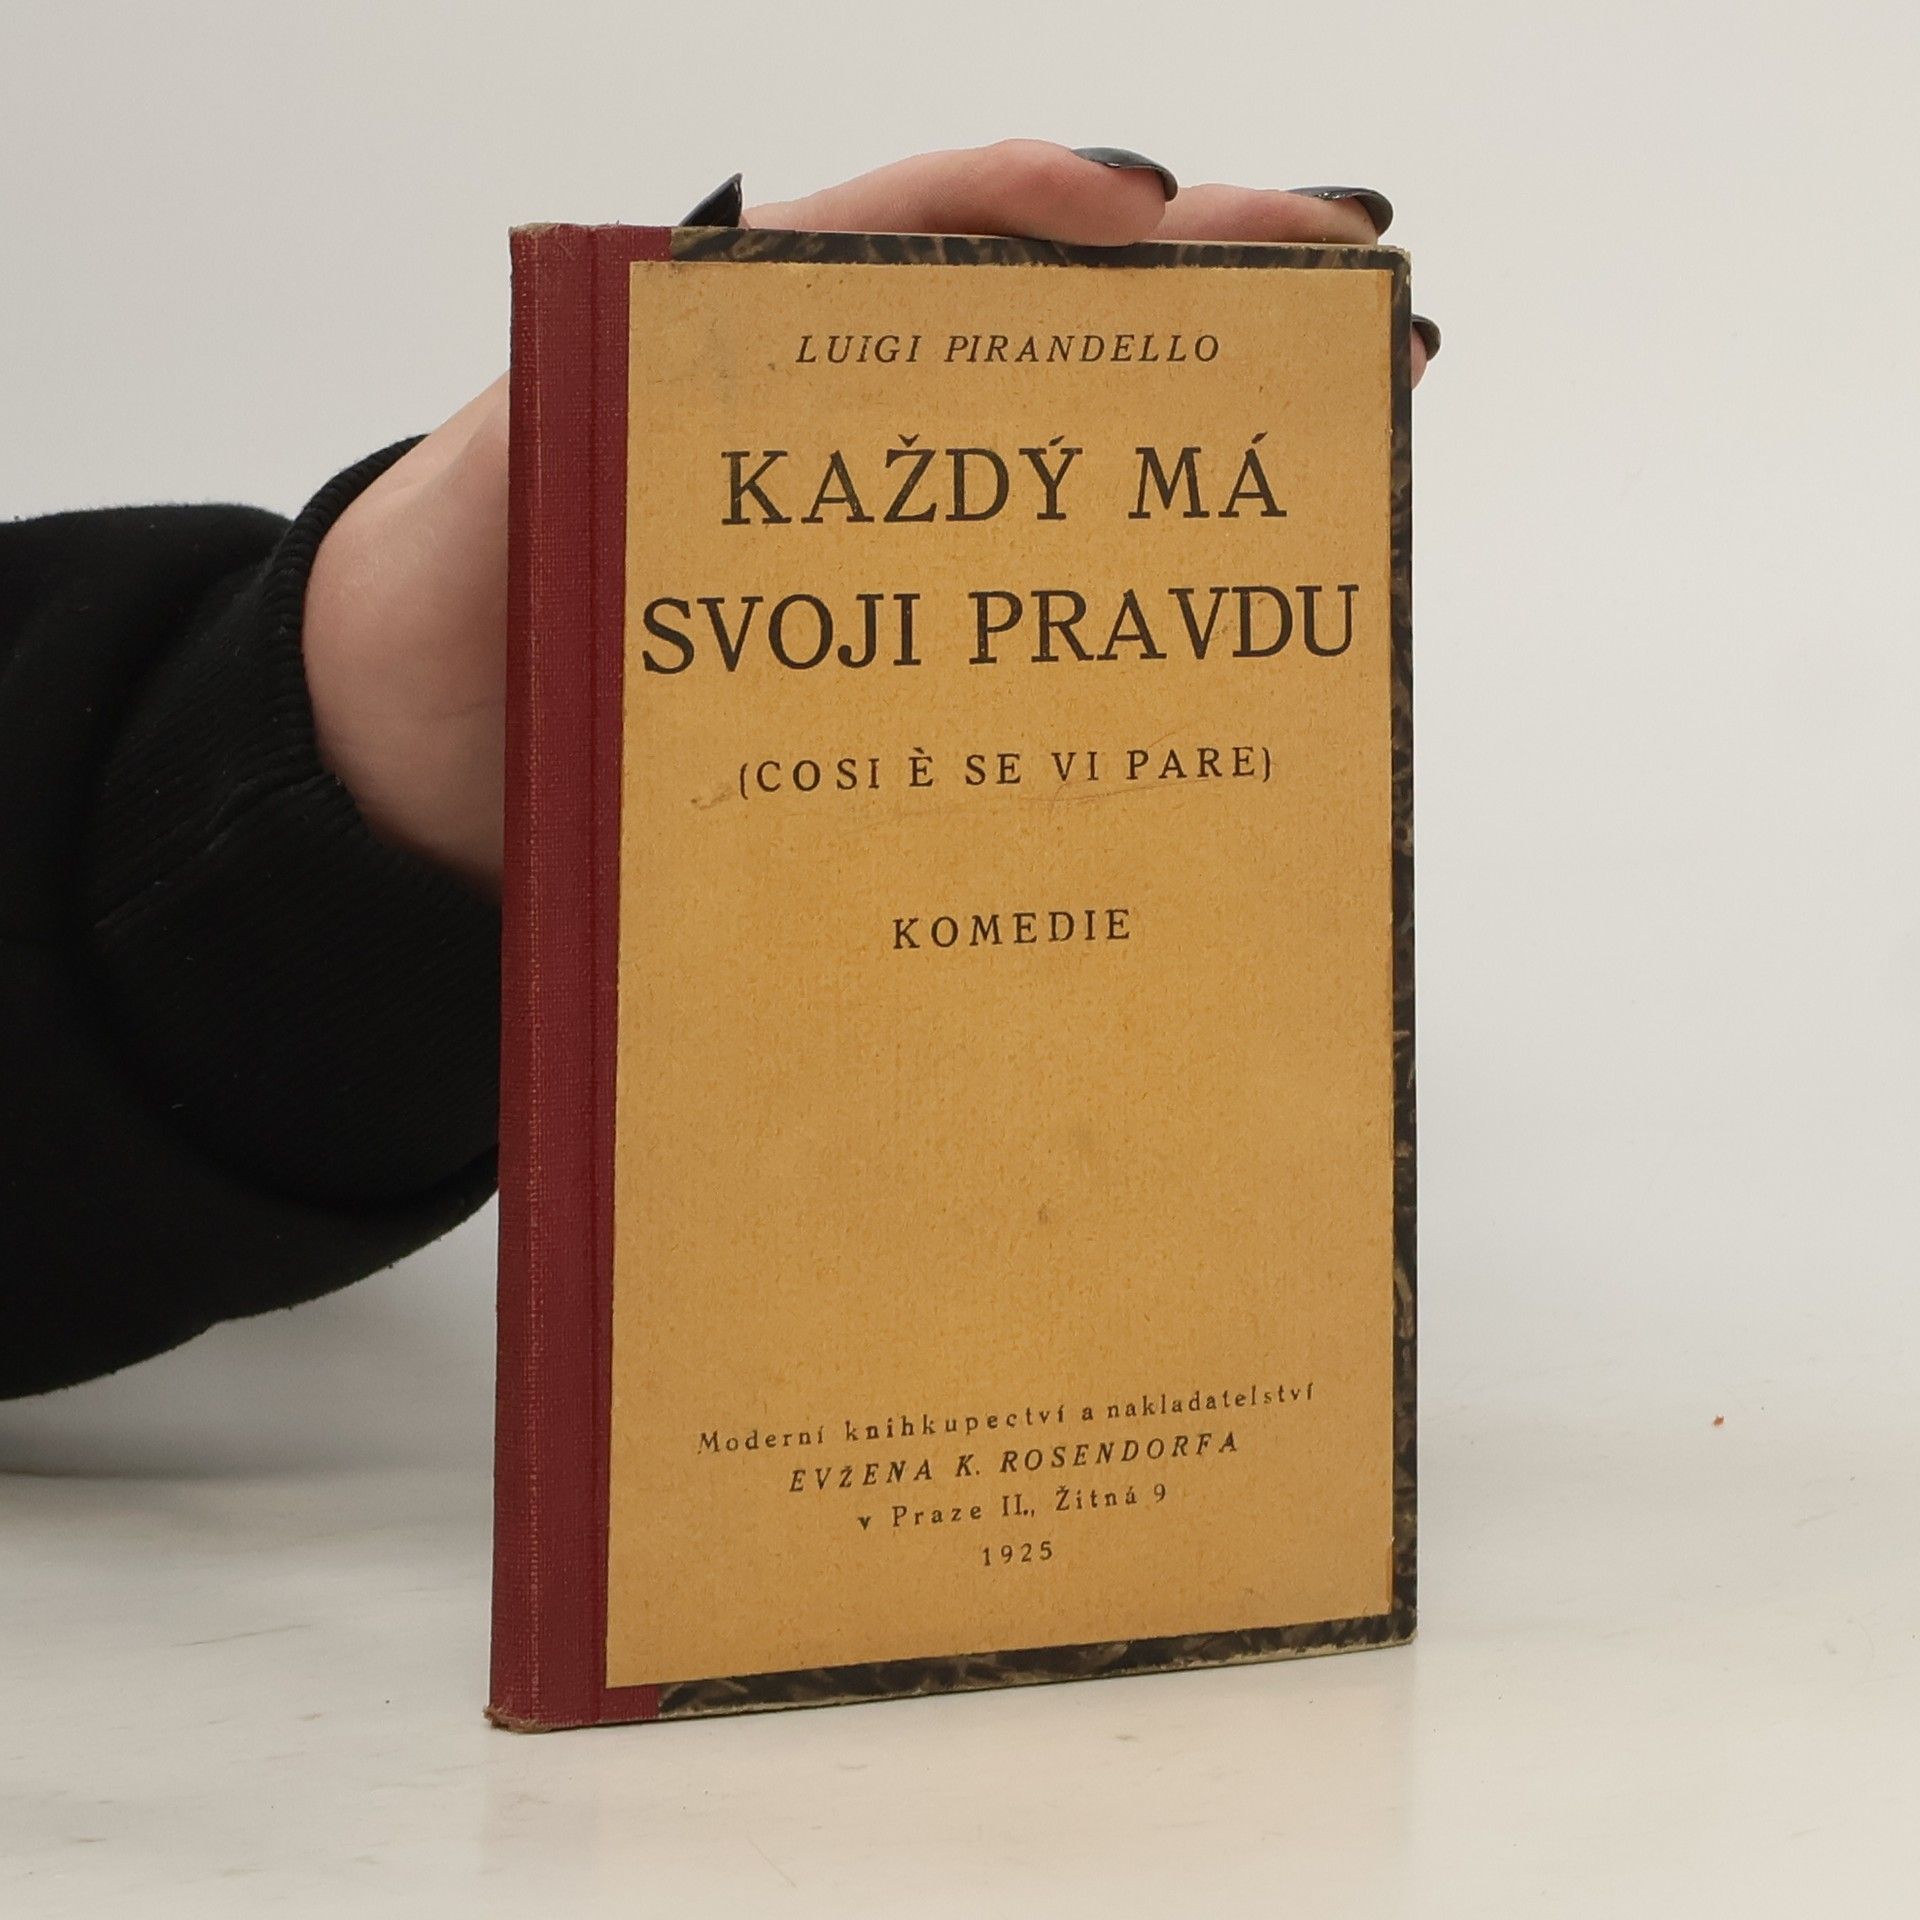 LUIGI PIRANDELLO
KAŽDÝ MÁ
SVOJI PRAVDU
(COSI È SE VI PARE)
KOMEDIE
Moderní knihkupectví a nakladatelství
EVŽENA K. ROSENDORFA
v Praze II., Žitná 9
1925